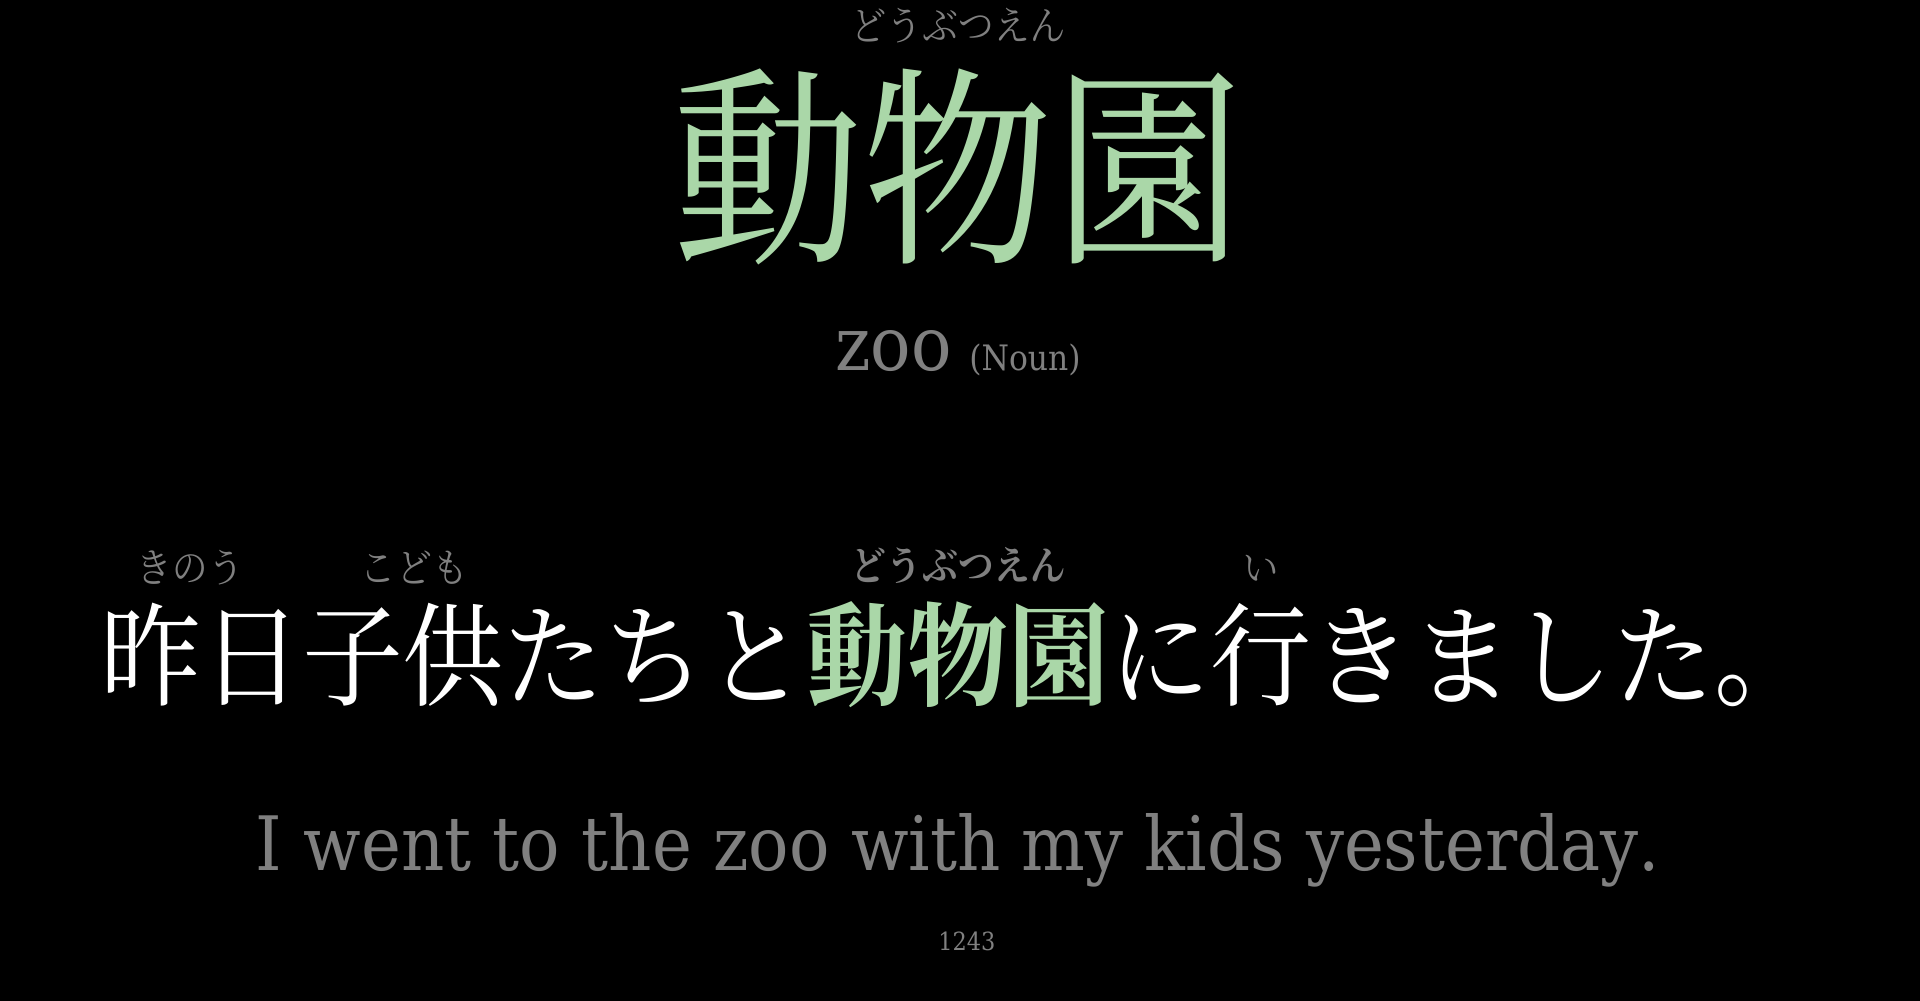 どうぶつえん
動物園
zoo (Noun)
きのう こども どうぶつえん い
昨日子供たちと動物園に行きました。
I went to the zoo with my kids yesterday.
1243